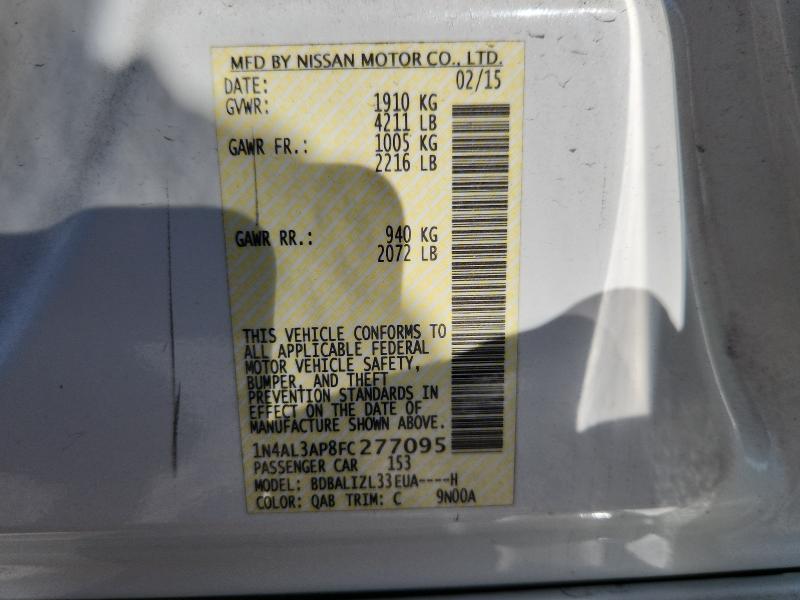 MFD BY NISSAN MOTOR CO., LTD.
DATE: 02/15
GVWR: 1910 KG
4211 LB
GAWR FR.: 1005 KG
2216 LB
GAWR RR.: 940 KG
2072 LB
THIS VEHICLE CONFORMS TO
ALL APPLICABLE FEDERAL
MOTOR VEHICLE SAFETY,
BUMPER, AND THEFT
PREVENTION STANDARDS IN
EFFECT ON THE DATE OF
MANUFACTURE SHOWN ABOVE.
1N4AL3AP8FC277095
PASSENGER CAR 153
MODEL: BDBALIZL33EUA----H
COLOR: QAB TRIM: C 9N00A